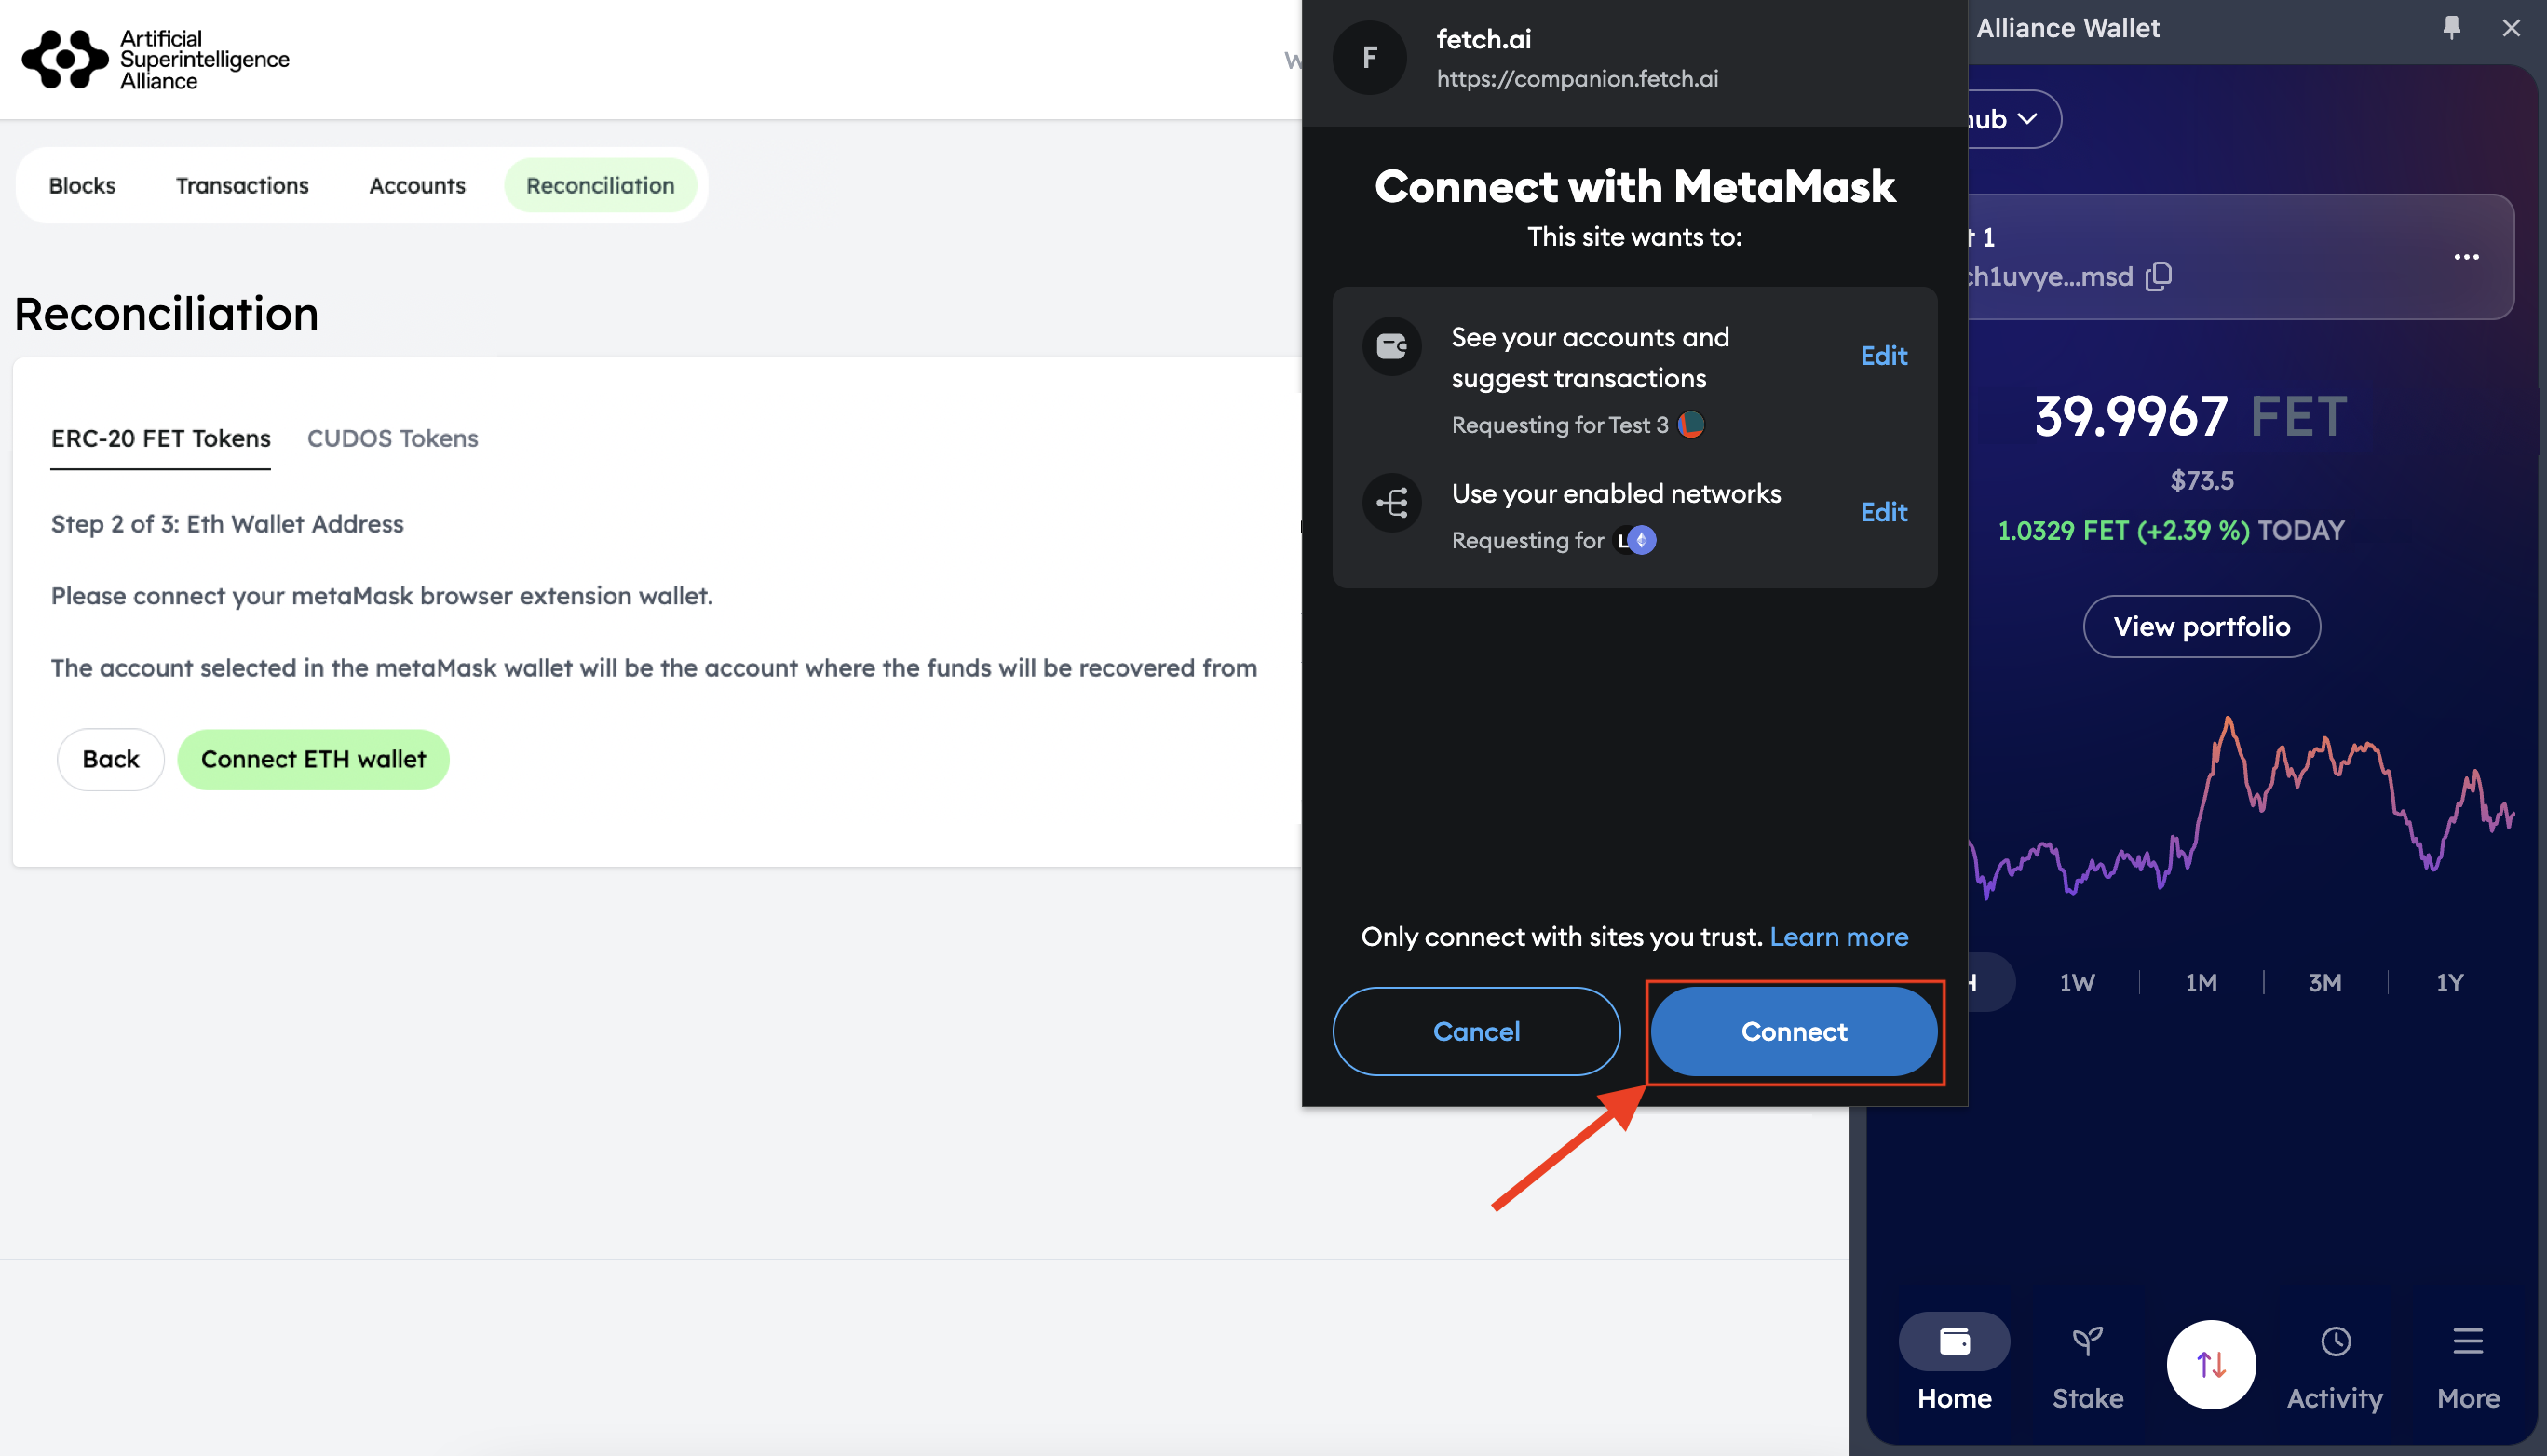 Artificial
Superintelligence
Alliance
Blocks
Transactions
Accounts
Reconciliation
Reconciliation
ERC-20 FET Tokens
CUDOS Tokens
Step 2 of 3: Eth Wallet Address
Please connect your metaMask browser extension wallet.
The account selected in the metaMask wallet will be the account where the funds will be recovered from
Back
Connect ETH wallet
F
fetch.ai
https://companion.fetch.ai
Connect with MetaMask
This site wants to:
See your accounts and
suggest transactions
Edit
Requesting for Test 3
Use your enabled networks
Edit
Requesting for L
Only connect with sites you trust. Learn more
Cancel
Connect
Alliance Wallet
t 1
ch1uvye...msd
39.9967 FET
$73.5
1.0329 FET (+2.39 %) TODAY
View portfolio
1W
1M
3M
1Y
Home
Stake
Activity
More